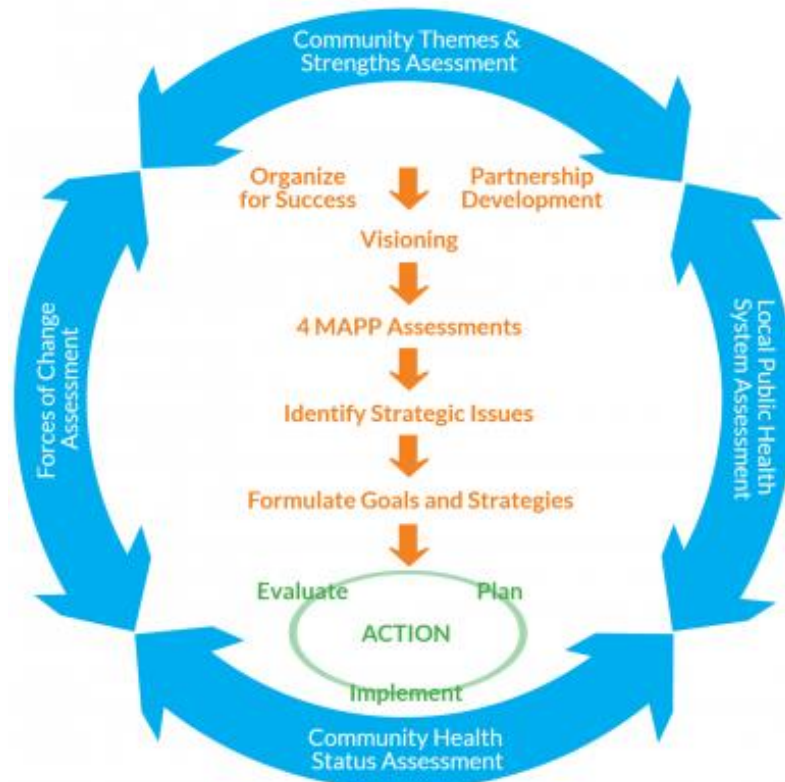 Community Themes &
Strengths Asessment
Organize
for Success
Partnership
Development
Visioning
4 MAPP Assessments
Identify Strategic Issues
Formulate Goals and Strategies
Evaluate
Plan
ACTION
Implement
Forces of Change
Assessment
Local Public Health
System Assessment
Community Health
Status Assessment